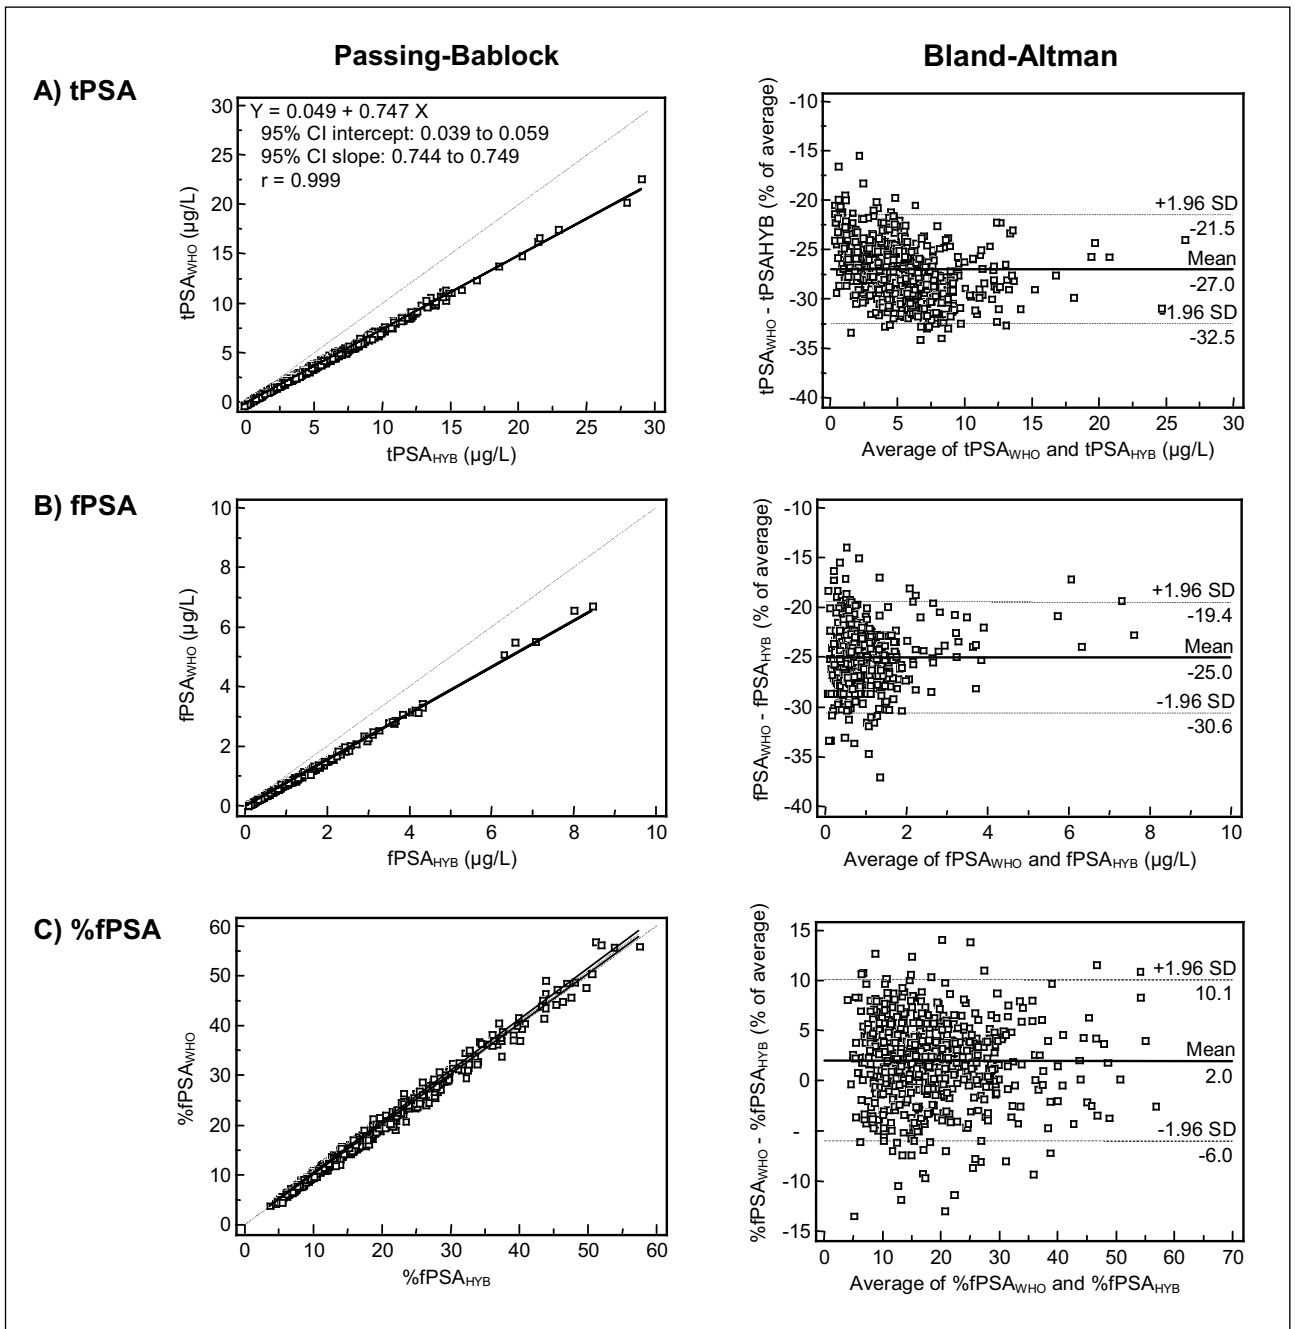 Passing-Bablock
Bland-Altman
A) tPSA
Y = 0.049 + 0.747 X
95% CI intercept: 0.039 to 0.059
95% CI slope: 0.744 to 0.749
r = 0.999
30
25
20
15
10
5
0
tPSAWHO (µg/L)
0 5 10 15 20 25 30
tPSAHYB (µg/L)
-10
-15
-20
-25
-30
-35
-40
tPSAWHO - tPSAHYB (% of average)
+1.96 SD
-21.5
Mean
-27.0
-1.96 SD
-32.5
0 5 10 15 20 25 30
Average of tPSAWHO and tPSAHYB (µg/L)
B) fPSA
10
8
6
4
2
0
fPSAWHO (µg/L)
0 2 4 6 8 10
fPSAHYB (µg/L)
-10
-15
-20
-25
-30
-35
-40
fPSAWHO - fPSAHYB (% of average)
+1.96 SD
-19.4
Mean
-25.0
-1.96 SD
-30.6
0 2 4 6 8 10
Average of fPSAWHO and fPSAHYB (µg/L)
C) %fPSA
60
50
40
30
20
10
0
%fPSAWHO
0 10 20 30 40 50 60
%fPSAHYB
15
10
5
0
-
-10
-15
%fPSAWHO - %fPSAHYB (% of average)
+1.96 SD
10.1
Mean
2.0
-1.96 SD
-6.0
0 10 20 30 40 50 60 70
Average of %fPSAWHO and %fPSAHYB